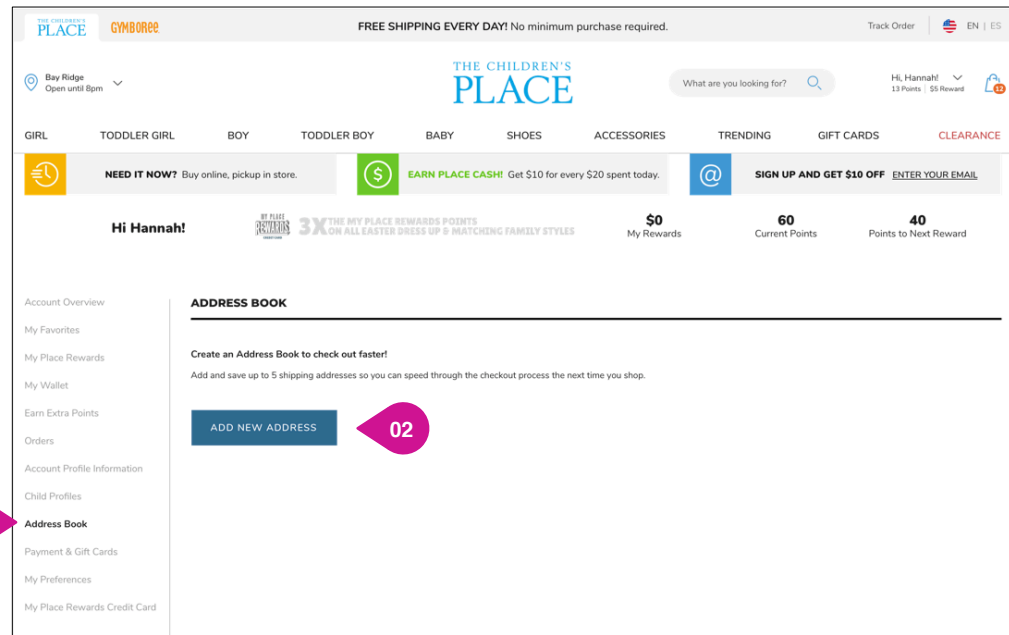 THE CHILDREN'S
PLACE
GYMBOREE
FREE SHIPPING EVERY DAY! No minimum purchase required.
Track Order
EN | ES
Bay Ridge
Open until 8pm
THE CHILDREN'S
PLACE
What are you looking for?
Hi, Hannah!
13 Points | $5 Reward
12
GIRL TODDLER GIRL BOY TODDLER BOY BABY SHOES ACCESSORIES TRENDING GIFT CARDS CLEARANCE
NEED IT NOW? Buy online, pickup in store.
$
EARN PLACE CASH! Get $10 for every $20 spent today.
@
SIGN UP AND GET $10 OFF ENTER YOUR EMAIL
Hi Hannah!
MY PLACE
REWARDS
CREDIT CARD
3X THE MY PLACE REWARDS POINTS
ON ALL EASTER DRESS UP & MATCHING FAMILY STYLES
$0
My Rewards
60
Current Points
40
Points to Next Reward
Account Overview
My Favorites
My Place Rewards
My Wallet
Earn Extra Points
Orders
Account Profile Information
Child Profiles
Address Book
Payment & Gift Cards
My Preferences
My Place Rewards Credit Card
ADDRESS BOOK
Create an Address Book to check out faster!
Add and save up to 5 shipping addresses so you can speed through the checkout process the next time you shop.
ADD NEW ADDRESS
02